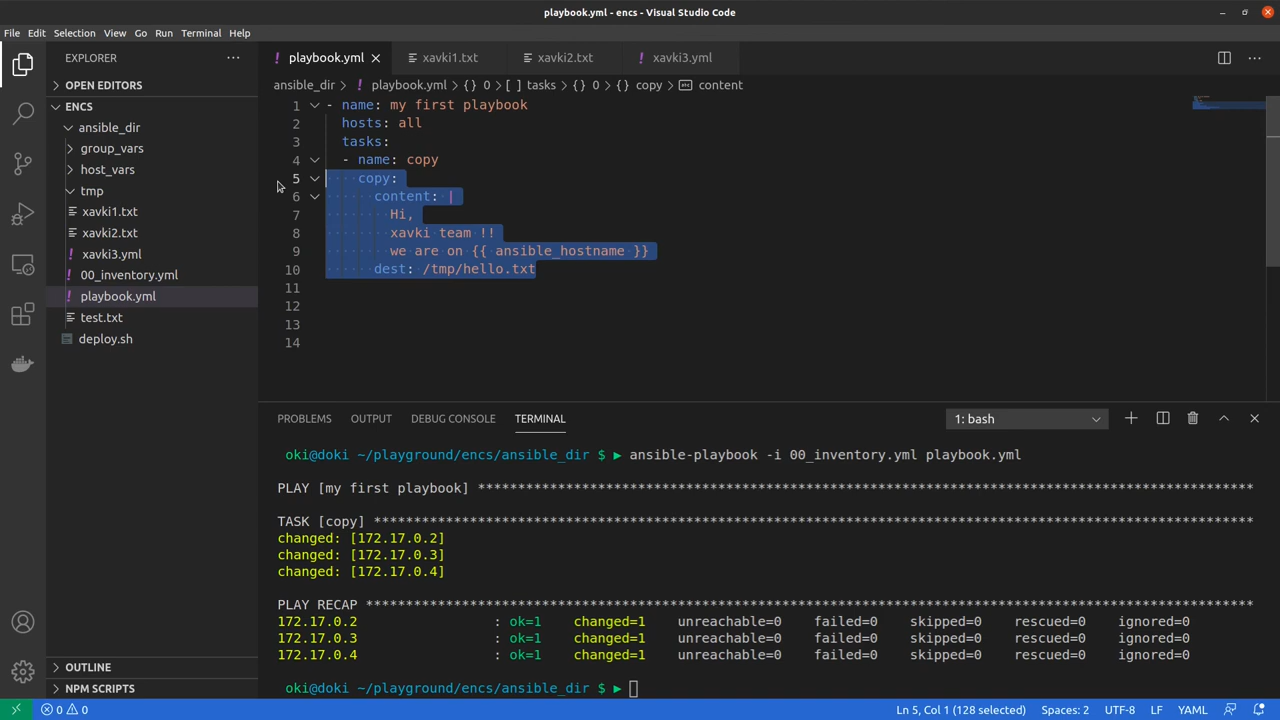 playbook.yml - encs - Visual Studio Code
File Edit Selection View Go Run Terminal Help
EXPLORER
OPEN EDITORS
ENCS
ansible_dir
group_vars
host_vars
tmp
xavki1.txt
xavki2.txt
! xavki3.yml
! 00_inventory.yml
! playbook.yml
test.txt
deploy.sh
OUTLINE
NPM SCRIPTS
! playbook.yml xavki1.txt xavki2.txt ! xavki3.yml
ansible_dir > ! playbook.yml > {} 0 > [ ] tasks > {} 0 > {} copy > content
1 - name: my first playbook
2 hosts: all
3 tasks:
4 - name: copy
5 copy:
6 content: |
7 Hi,
8 xavki team !!
9 we are on {{ ansible_hostname }}
10 dest: /tmp/hello.txt
11
12
13
14
PROBLEMS OUTPUT DEBUG CONSOLE TERMINAL 1: bash
oki@doki ~/playground/encs/ansible_dir $ ▶ ansible-playbook -i 00_inventory.yml playbook.yml
PLAY [my first playbook] *************************************************************************************************
TASK [copy] **************************************************************************************************************
changed: [172.17.0.2]
changed: [172.17.0.3]
changed: [172.17.0.4]
PLAY RECAP ***************************************************************************************************************
172.17.0.2 : ok=1 changed=1 unreachable=0 failed=0 skipped=0 rescued=0 ignored=0
172.17.0.3 : ok=1 changed=1 unreachable=0 failed=0 skipped=0 rescued=0 ignored=0
172.17.0.4 : ok=1 changed=1 unreachable=0 failed=0 skipped=0 rescued=0 ignored=0
oki@doki ~/playground/encs/ansible_dir $ ▶
0 0 Ln 5, Col 1 (128 selected) Spaces: 2 UTF-8 LF YAML